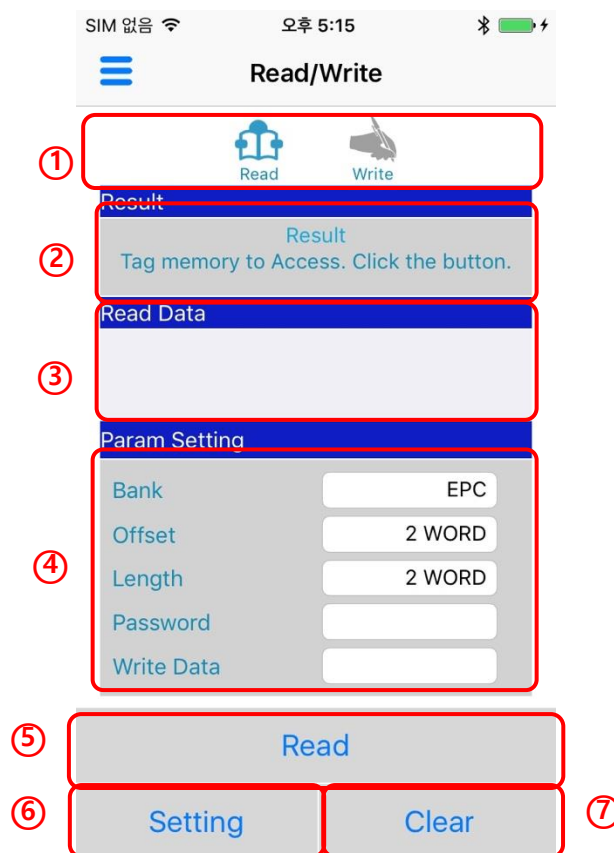 SIM 없음 오후 5:15
Read/Write
① Read Write
Result
② Result
Tag memory to Access. Click the button.
Read Data
③
Param Setting
Bank EPC
Offset 2 WORD
④ Length 2 WORD
Password
Write Data
⑤ Read
⑥ Setting Clear ⑦